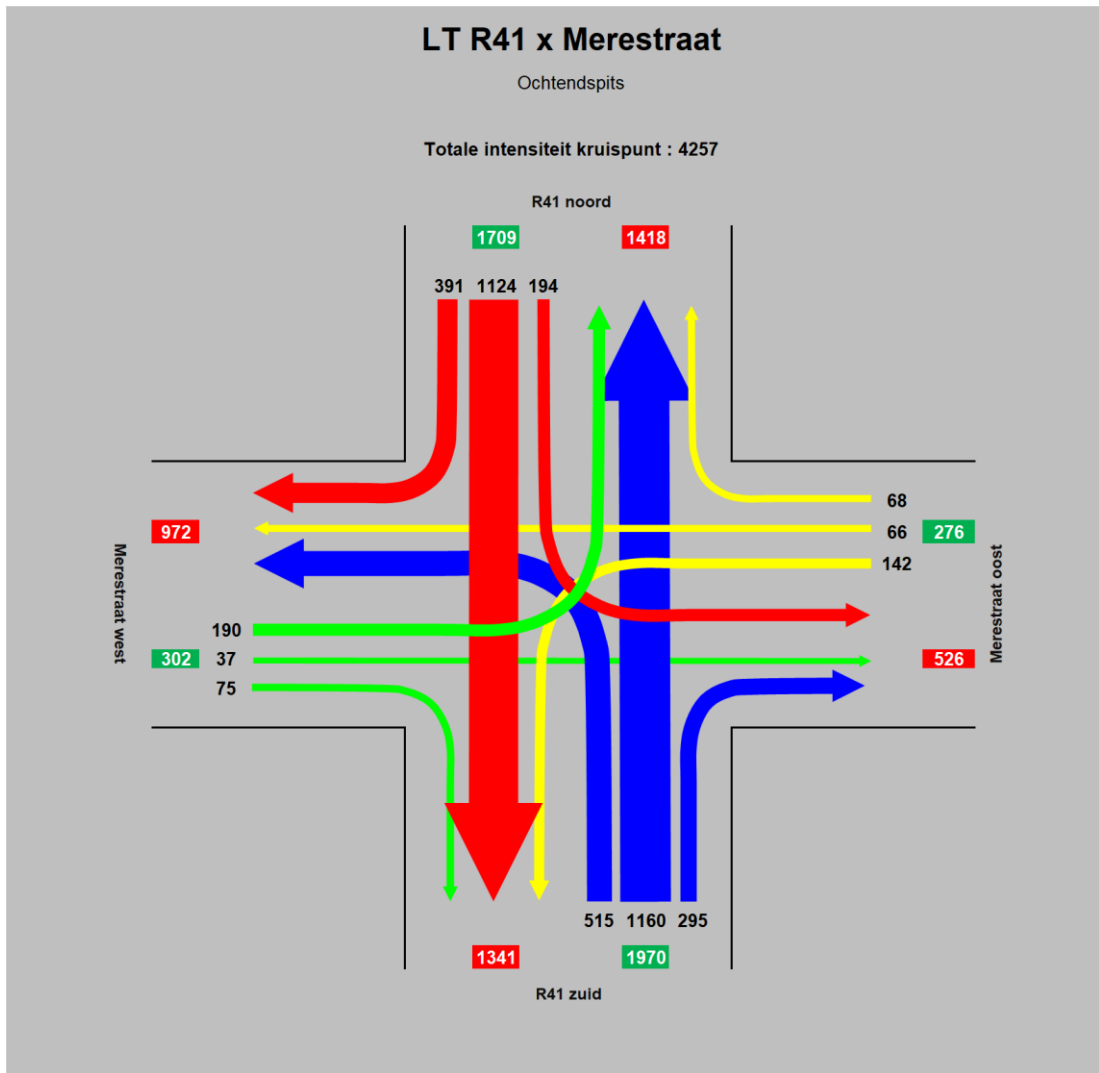 LT R41 x Merestraat
Ochtendspits
Totale intensiteit kruispunt : 4257
R41 noord
1709 1418
391 1124 194
68
972 66 276
142
Merestraat west
Merestraat oost
190
302 37 526
75
515 1160 295
1341 1970
R41 zuid